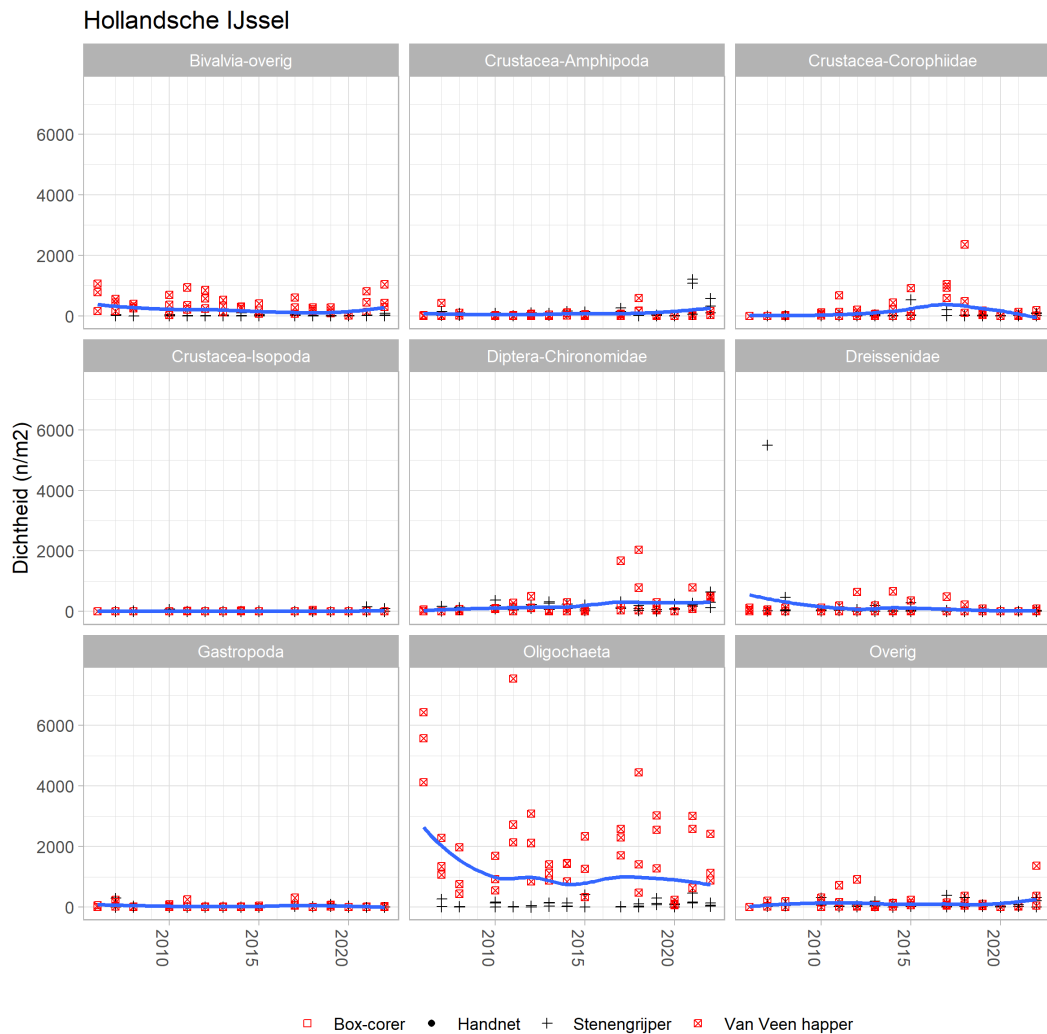 Hollandsche IJssel
Bivalvia-overig Crustacea-Amphipoda Crustacea-Corophiidae
6000
4000
2000
0
Crustacea-Isopoda Diptera-Chironomidae Dreissenidae
6000
4000
2000
0
Dichtheid (n/m2)
Gastropoda Oligochaeta Overig
6000
4000
2000
0
2010 2015 2020 2010 2015 2020 2010 2015 2020
Box-corer Handnet Stenengrijper Van Veen happer